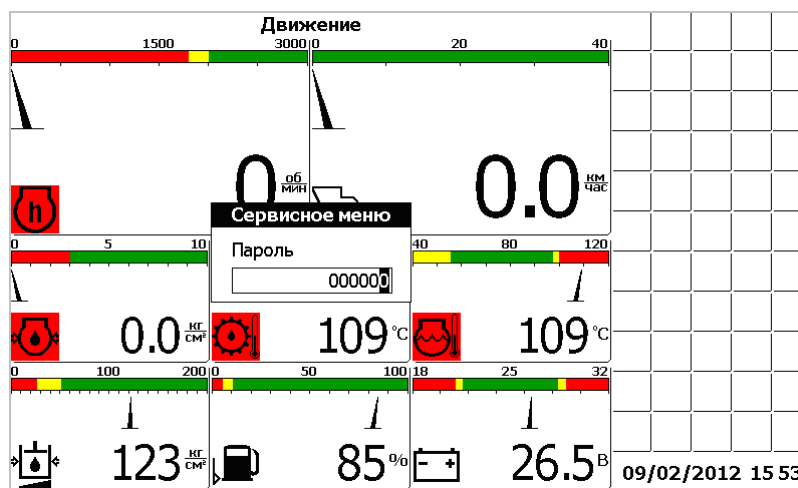 Движение
0 1500 3000 0 20 40
0 об/мин 0.0 км/час
h
Сервисное меню
Пароль
000000
0 5 10 40 80 120
0.0 кг/см² 109 °C 109 °C
0 100 200 0 50 100 18 25 32
123 кг/см² 85 % - + 26.5 В
09/02/2012 15 53